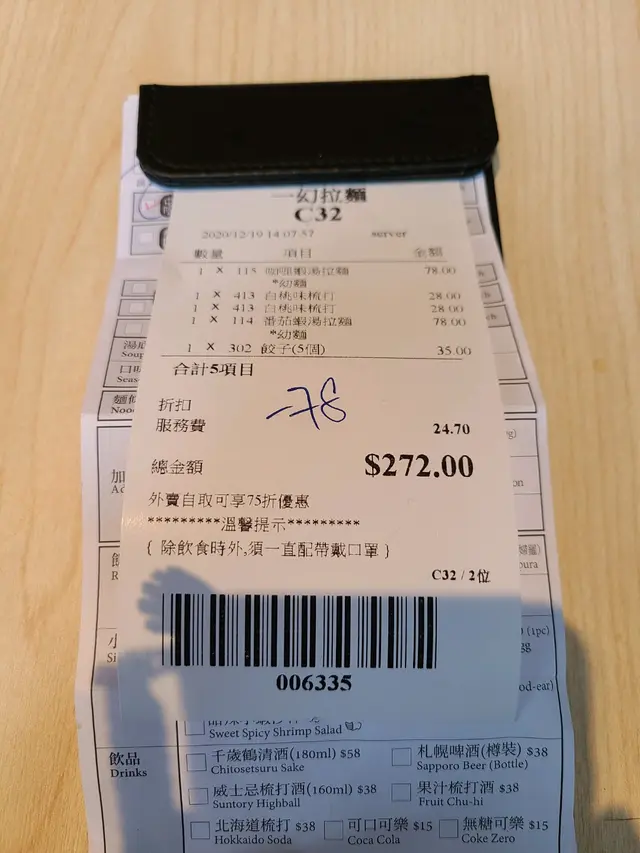 一幻拉麵
C32
2020/12/19 14:07:57 server
數量 項目 金額
1 X 115 咖喱蝦湯拉麵 78.00
*幼麵
1 X 413 白桃味梳打 28.00
1 X 413 白桃味梳打 28.00
1 X 114 番茄蝦湯拉麵 78.00
*幼麵
1 X 302 餃子(5個) 35.00
合計5項目
折扣 -78
服務費 24.70
總金額 $272.00
外賣自取可享75折優惠
*********溫馨提示*********
{ 除飲食時外,須一直配帶戴口罩 }
C32 / 2位
006335
Sweet Spicy Shrimp Salad
飲品
Drinks
千歲鶴清酒(180ml) $58
Chitosetsuru Sake
札幌啤酒(樽裝) $38
Sapporo Beer (Bottle)
威士忌梳打酒(160ml) $38
Suntory Highball
果汁梳打酒 $38
Fruit Chu-hi
北海道梳打 $38
Hokkaido Soda
可口可樂 $15
Coca Cola
無糖可樂 $15
Coke Zero